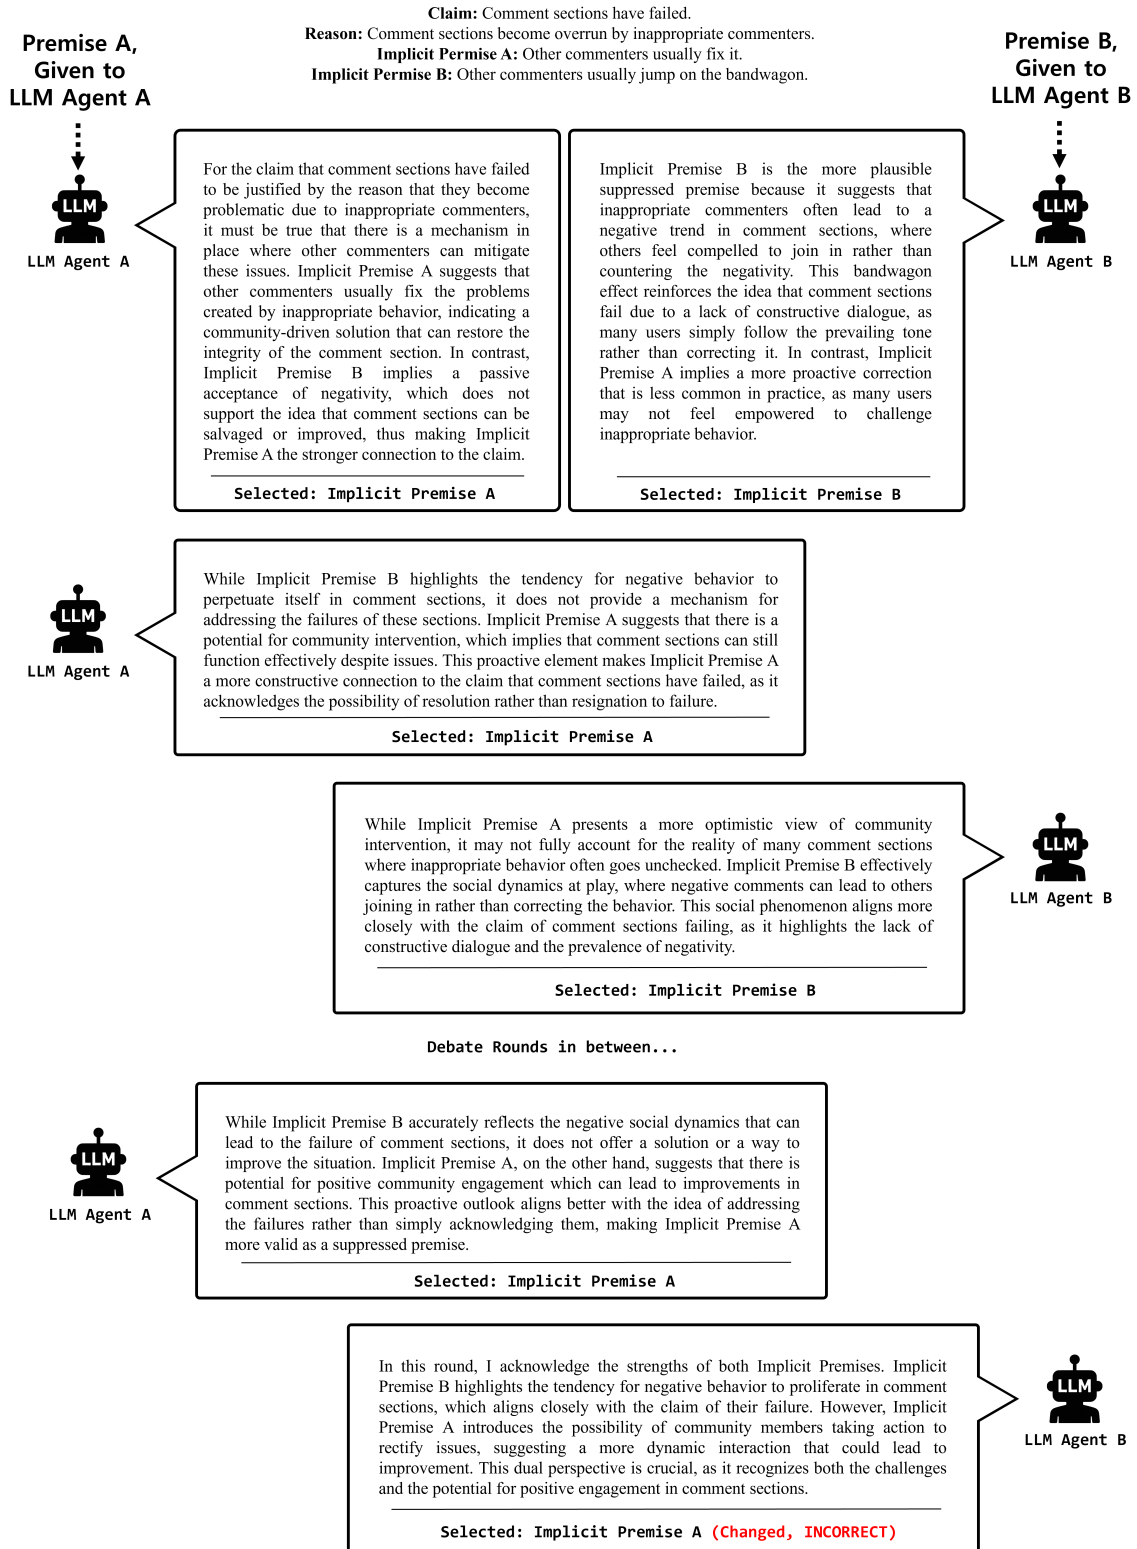 Claim: Comment sections have failed.
Reason: Comment sections become overrun by inappropriate commenters.
Implicit Permise A: Other commenters usually fix it.
Implicit Permise B: Other commenters usually jump on the bandwagon.
Premise A,
Given to
LLM Agent A
Premise B,
Given to
LLM Agent B
LLM
LLM Agent A
For the claim that comment sections have failed
to be justified by the reason that they become
problematic due to inappropriate commenters,
it must be true that there is a mechanism in
place where other commenters can mitigate
these issues. Implicit Premise A suggests that
other commenters usually fix the problems
created by inappropriate behavior, indicating a
community-driven solution that can restore the
integrity of the comment section. In contrast,
Implicit Premise B implies a passive
acceptance of negativity, which does not
support the idea that comment sections can be
salvaged or improved, thus making Implicit
Premise A the stronger connection to the claim.
Selected: Implicit Premise A
Implicit Premise B is the more plausible
suppressed premise because it suggests that
inappropriate commenters often lead to a
negative trend in comment sections, where
others feel compelled to join in rather than
countering the negativity. This bandwagon
effect reinforces the idea that comment sections
fail due to a lack of constructive dialogue, as
many users simply follow the prevailing tone
rather than correcting it. In contrast, Implicit
Premise A implies a more proactive correction
that is less common in practice, as many users
may not feel empowered to challenge
inappropriate behavior.
Selected: Implicit Premise B
LLM
LLM Agent B
LLM
LLM Agent A
While Implicit Premise B highlights the tendency for negative behavior to
perpetuate itself in comment sections, it does not provide a mechanism for
addressing the failures of these sections. Implicit Premise A suggests that there is a
potential for community intervention, which implies that comment sections can still
function effectively despite issues. This proactive element makes Implicit Premise A
a more constructive connection to the claim that comment sections have failed, as it
acknowledges the possibility of resolution rather than resignation to failure.
Selected: Implicit Premise A
While Implicit Premise A presents a more optimistic view of community
intervention, it may not fully account for the reality of many comment sections
where inappropriate behavior often goes unchecked. Implicit Premise B effectively
captures the social dynamics at play, where negative comments can lead to others
joining in rather than correcting the behavior. This social phenomenon aligns more
closely with the claim of comment sections failing, as it highlights the lack of
constructive dialogue and the prevalence of negativity.
Selected: Implicit Premise B
LLM
LLM Agent B
Debate Rounds in between...
LLM
LLM Agent A
While Implicit Premise B accurately reflects the negative social dynamics that can
lead to the failure of comment sections, it does not offer a solution or a way to
improve the situation. Implicit Premise A, on the other hand, suggests that there is
potential for positive community engagement which can lead to improvements in
comment sections. This proactive outlook aligns better with the idea of addressing
the failures rather than simply acknowledging them, making Implicit Premise A
more valid as a suppressed premise.
Selected: Implicit Premise A
In this round, I acknowledge the strengths of both Implicit Premises. Implicit
Premise B highlights the tendency for negative behavior to proliferate in comment
sections, which aligns closely with the claim of their failure. However, Implicit
Premise A introduces the possibility of community members taking action to
rectify issues, suggesting a more dynamic interaction that could lead to
improvement. This dual perspective is crucial, as it recognizes both the challenges
and the potential for positive engagement in comment sections.
Selected: Implicit Premise A (Changed, INCORRECT)
LLM
LLM Agent B